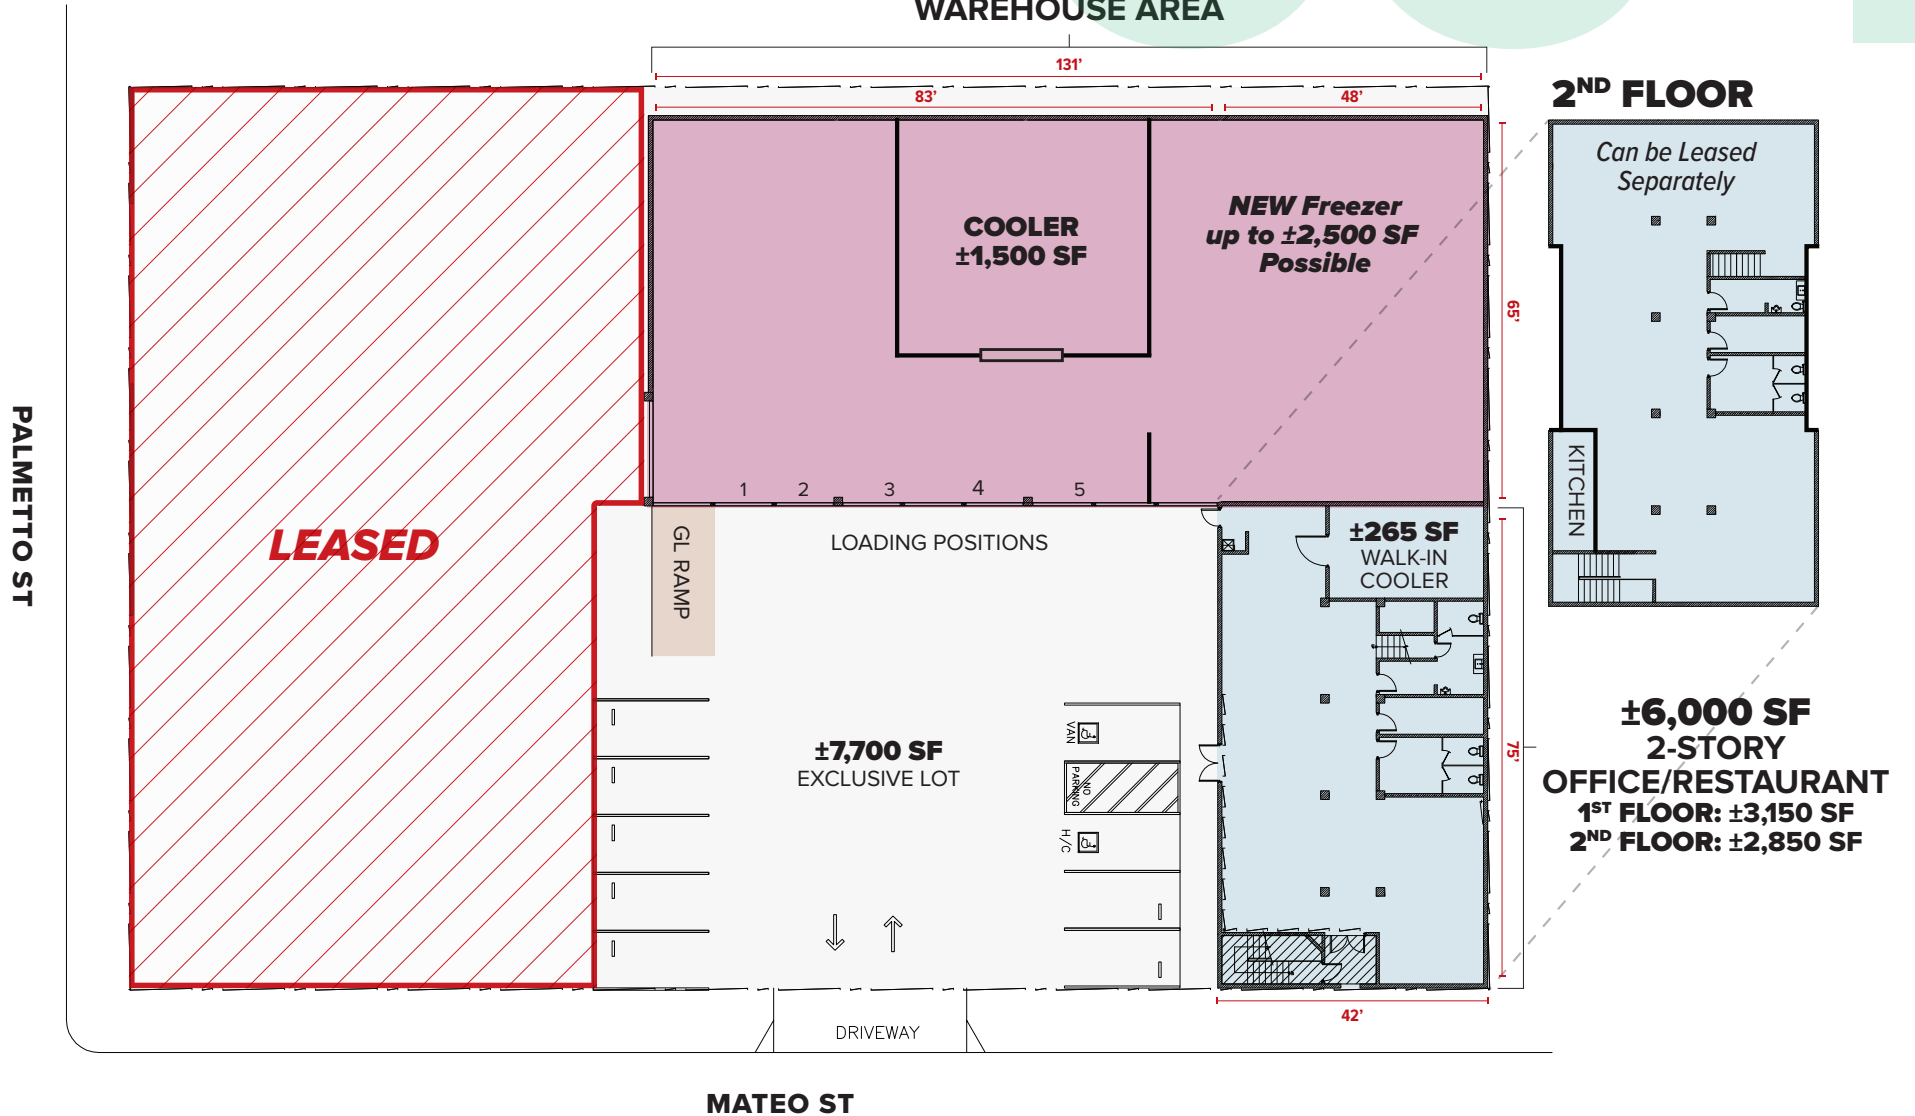 WAREHOUSE AREA
131'
83'
48'
2ND FLOOR
Can be Leased
Separately
COOLER
±1,500 SF
NEW Freezer
up to ±2,500 SF
Possible
65'
PALMETTO ST
LEASED
1
2
3
4
5
GL RAMP
LOADING POSITIONS
±265 SF
WALK-IN
COOLER
KITCHEN
±7,700 SF
EXCLUSIVE LOT
VAN
NO
PARKING
H/C
75'
±6,000 SF
2-STORY
OFFICE/RESTAURANT
1ST FLOOR: ±3,150 SF
2ND FLOOR: ±2,850 SF
42'
DRIVEWAY
MATEO ST